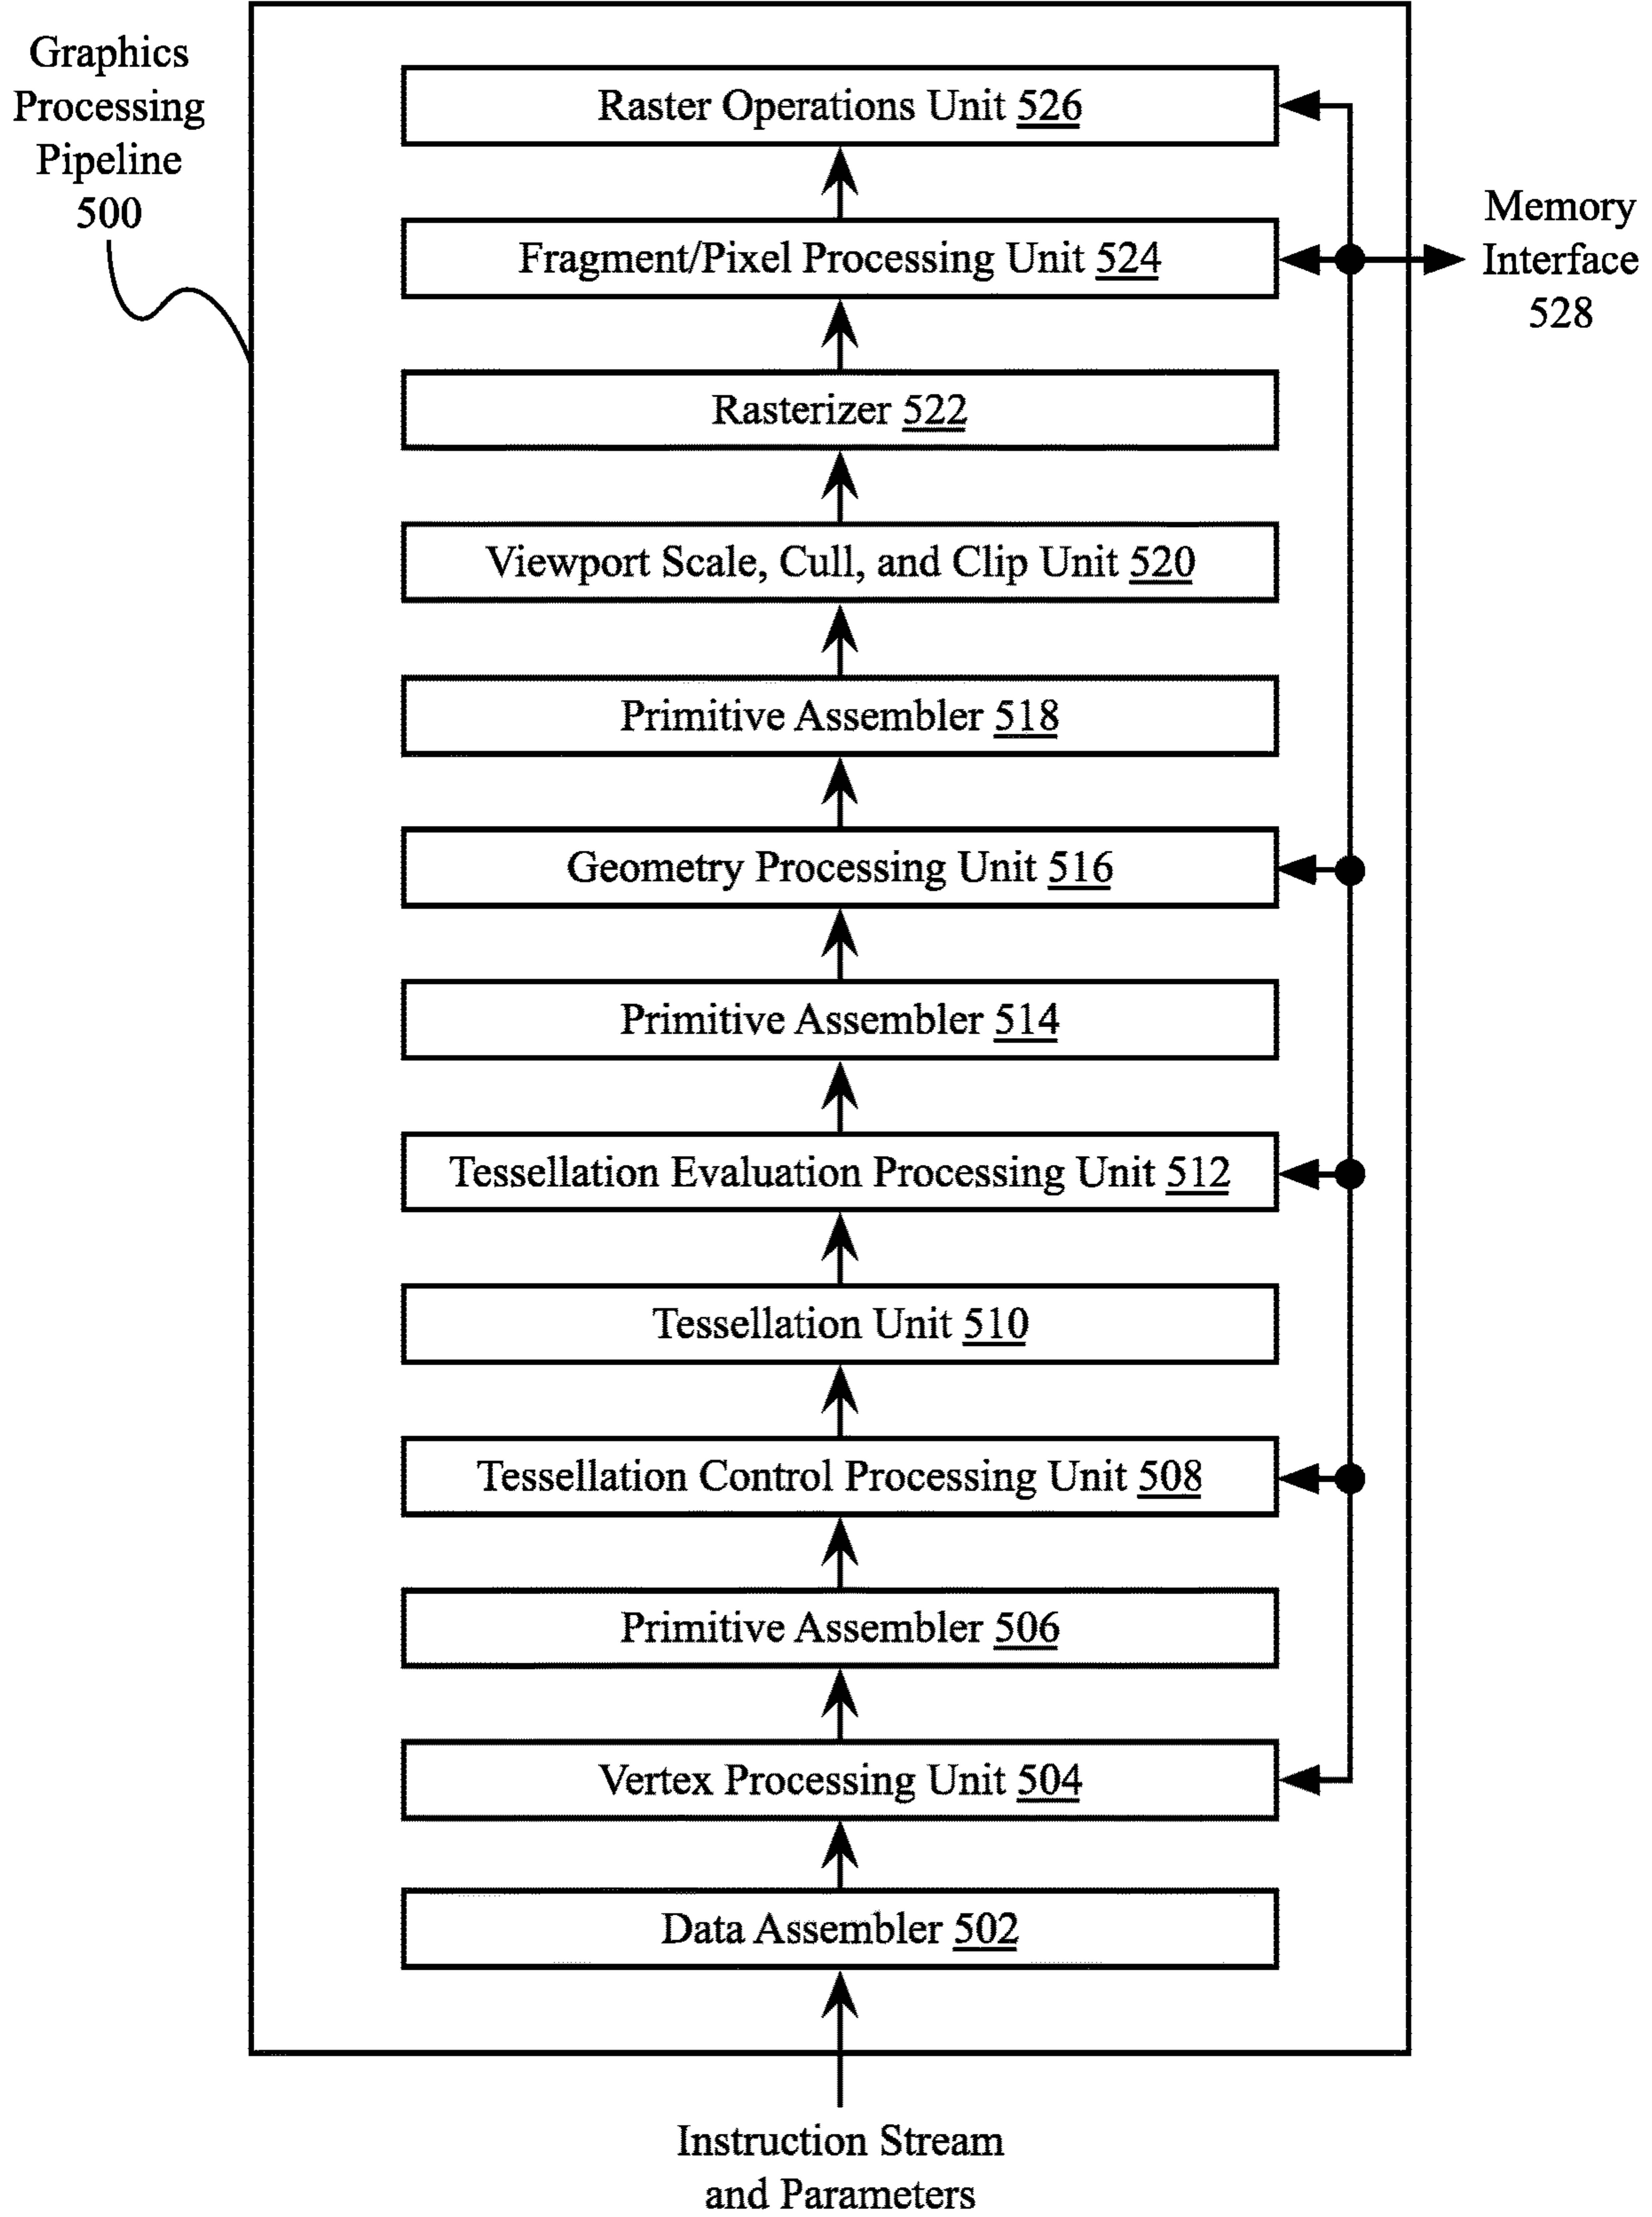 Graphics
Processing
Pipeline
500
Raster Operations Unit 526
Fragment/Pixel Processing Unit 524
Memory
Interface
528
Rasterizer 522
Viewport Scale, Cull, and Clip Unit 520
Primitive Assembler 518
Geometry Processing Unit 516
Primitive Assembler 514
Tessellation Evaluation Processing Unit 512
Tessellation Unit 510
Tessellation Control Processing Unit 508
Primitive Assembler 506
Vertex Processing Unit 504
Data Assembler 502
Instruction Stream
and Parameters